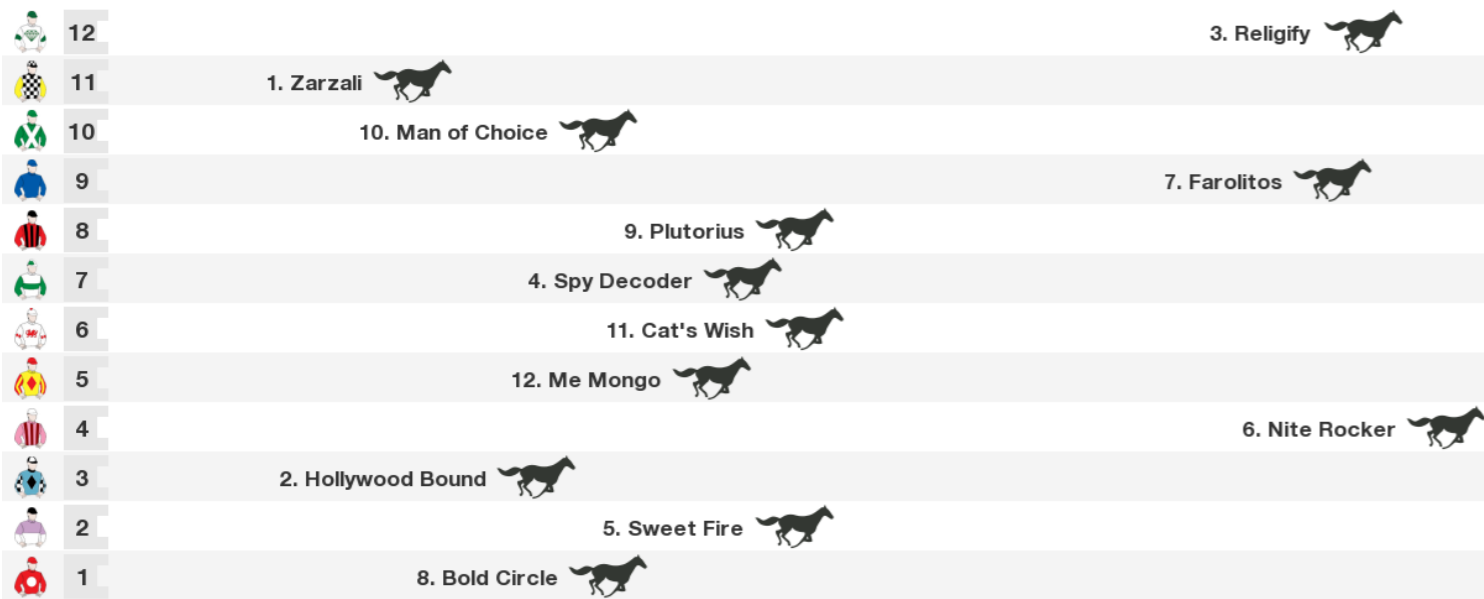 12 3. Religify
11 1. Zarzali
10 10. Man of Choice
9 7. Farolitos
8 9. Plutorius
7 4. Spy Decoder
6 11. Cat's Wish
5 12. Me Mongo
4 6. Nite Rocker
3 2. Hollywood Bound
2 5. Sweet Fire
1 8. Bold Circle